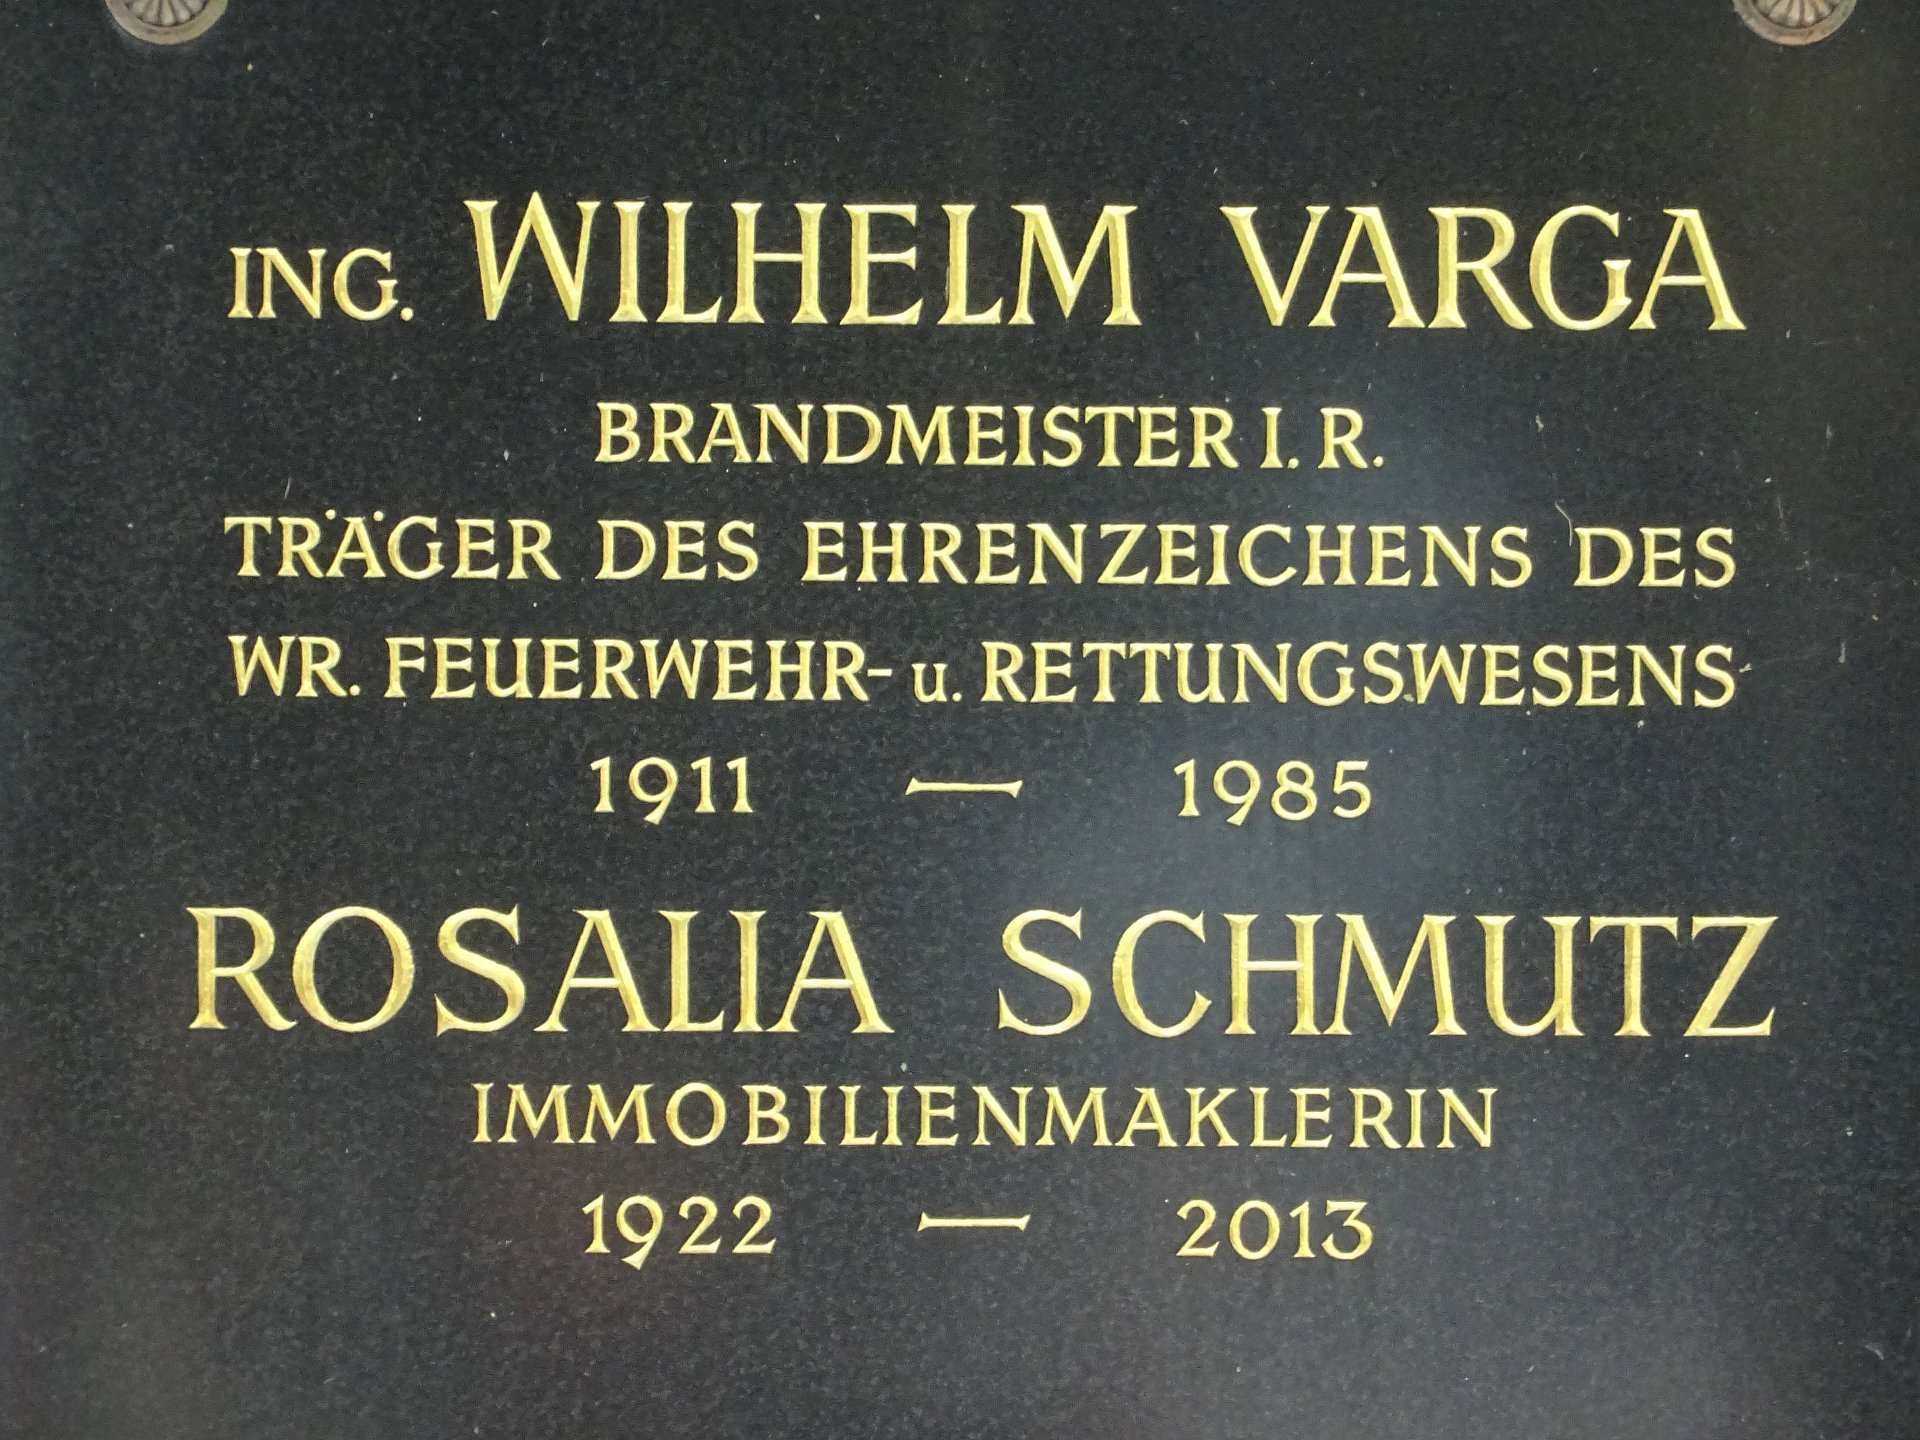 ING. WILHELM VARGA
BRANDMEISTER I. R.
TRÄGER DES EHRENZEICHENS DES
WR. FEUERWEHR- u. RETTUNGSWESENS
1911 — 1985
ROSALIA SCHMUTZ
IMMOBILIENMAKLERIN
1922 — 2013